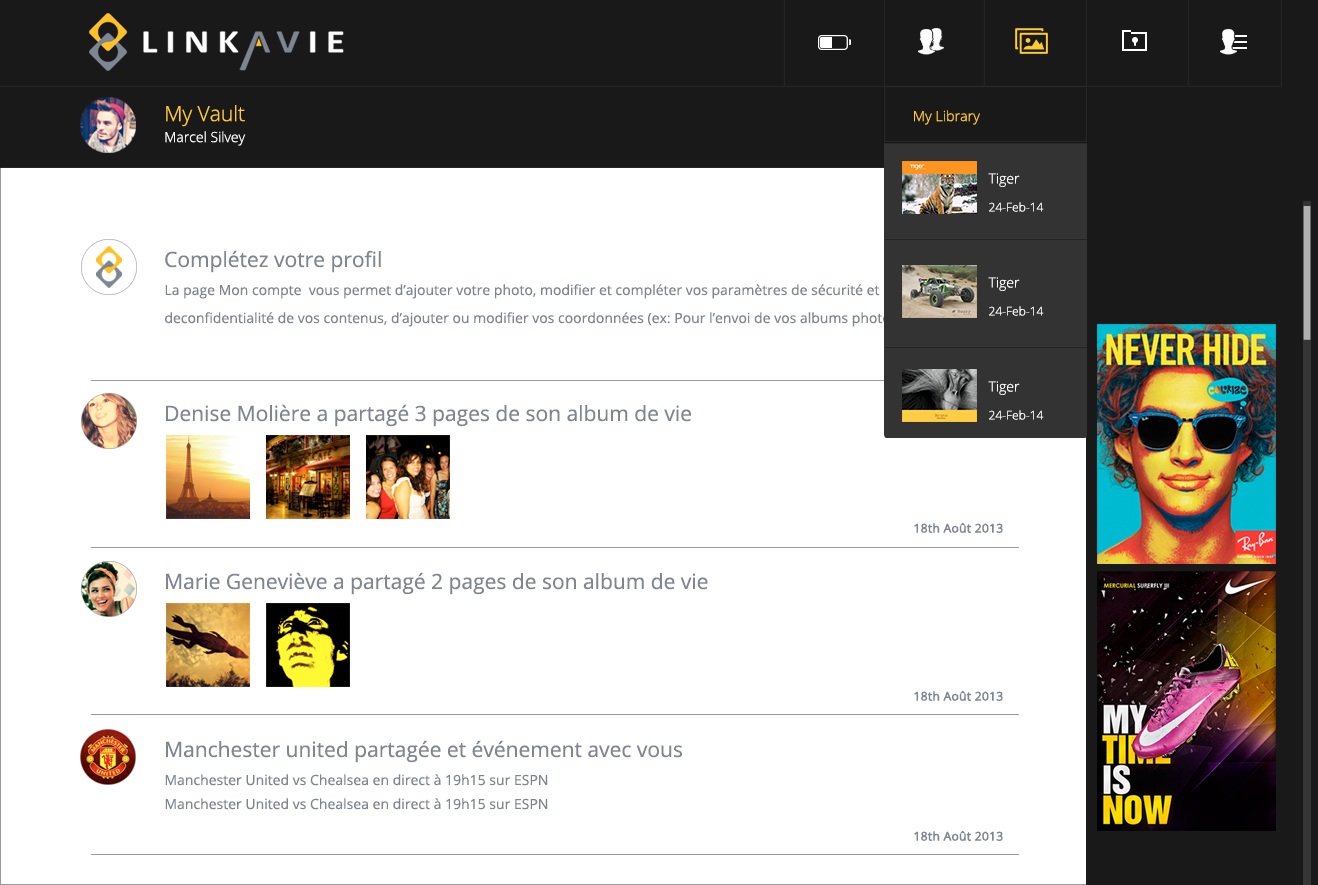 LINKAVIE
My Vault
Marcel Silvey
My Library
Tiger
Tiger
24-Feb-14
Tiger
24-Feb-14
Tiger
24-Feb-14
Complétez votre profil
La page Mon compte  vous permet d’ajouter votre photo, modifier et compléter vos paramètres de sécurité et
deconfidentialité de vos contenus, d’ajouter ou modifier vos coordonnées (ex: Pour l’envoi de vos albums photo
Denise Molière a partagé 3 pages de son album de vie
CAFÉ
18th Août 2013
Marie Geneviève a partagé 2 pages de son album de vie
18th Août 2013
MANCHESTER
UNITED
Manchester united partagée et événement avec vous
Manchester United vs Chealsea en direct à 19h15 sur ESPN
Manchester United vs Chealsea en direct à 19h15 sur ESPN
18th Août 2013
NEVER HIDE
COLORIZE
Ray-Ban
MERCURIAL SUPERFLY III
MY
TIME
IS
NOW